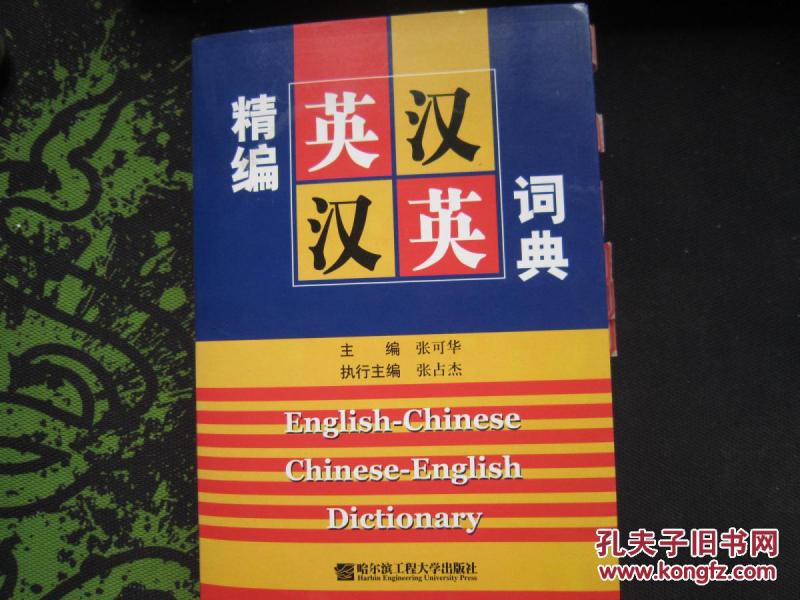 精编
英汉
汉英
词典
主 编 张可华
执行主编 张占杰
English-Chinese
Chinese-English
Dictionary
哈尔滨工程大学出版社
Harbin Engineering University Press
孔夫子旧书网
www.kongfz.com